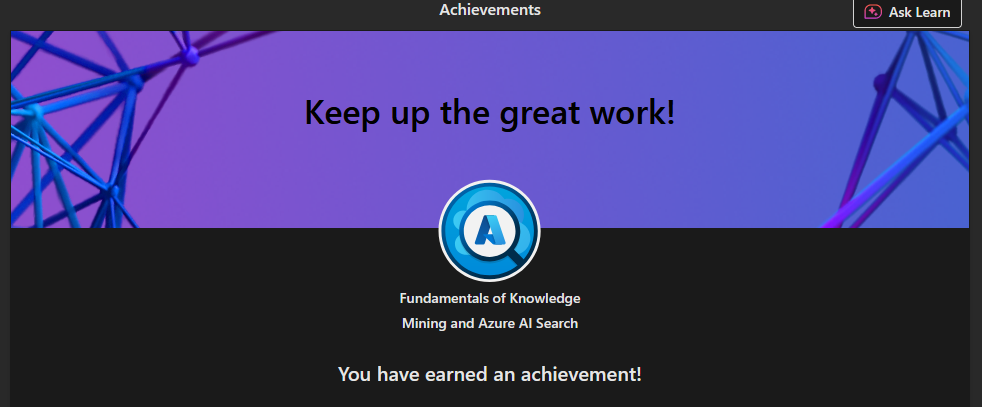 Achievements
Ask Learn
Keep up the great work!
Fundamentals of Knowledge
Mining and Azure AI Search
You have earned an achievement!